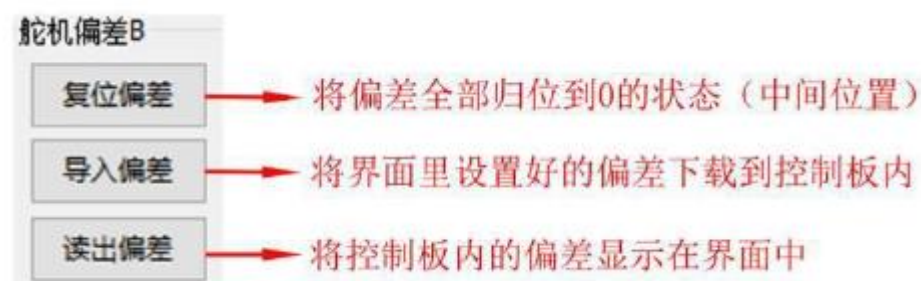 舵机偏差B
复位偏差 将偏差全部归位到0的状态（中间位置）
导入偏差 将界面里设置好的偏差下载到控制板内
读出偏差 将控制板内的偏差显示在界面中